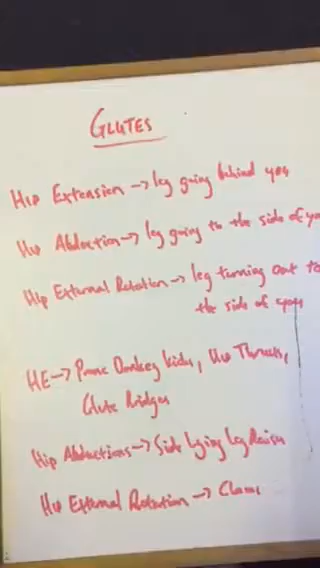 GLUTES
Hip Extension -> leg going behind you
Hip Abduction -> leg going to the side of you
Hip External Rotation -> leg turning out to
the side of you
HE -> Prone Donkey Kicks, Hip Thrusts,
Glute Bridges
Hip Abductions -> Side lying leg Raises
Hip External Rotation -> Clams